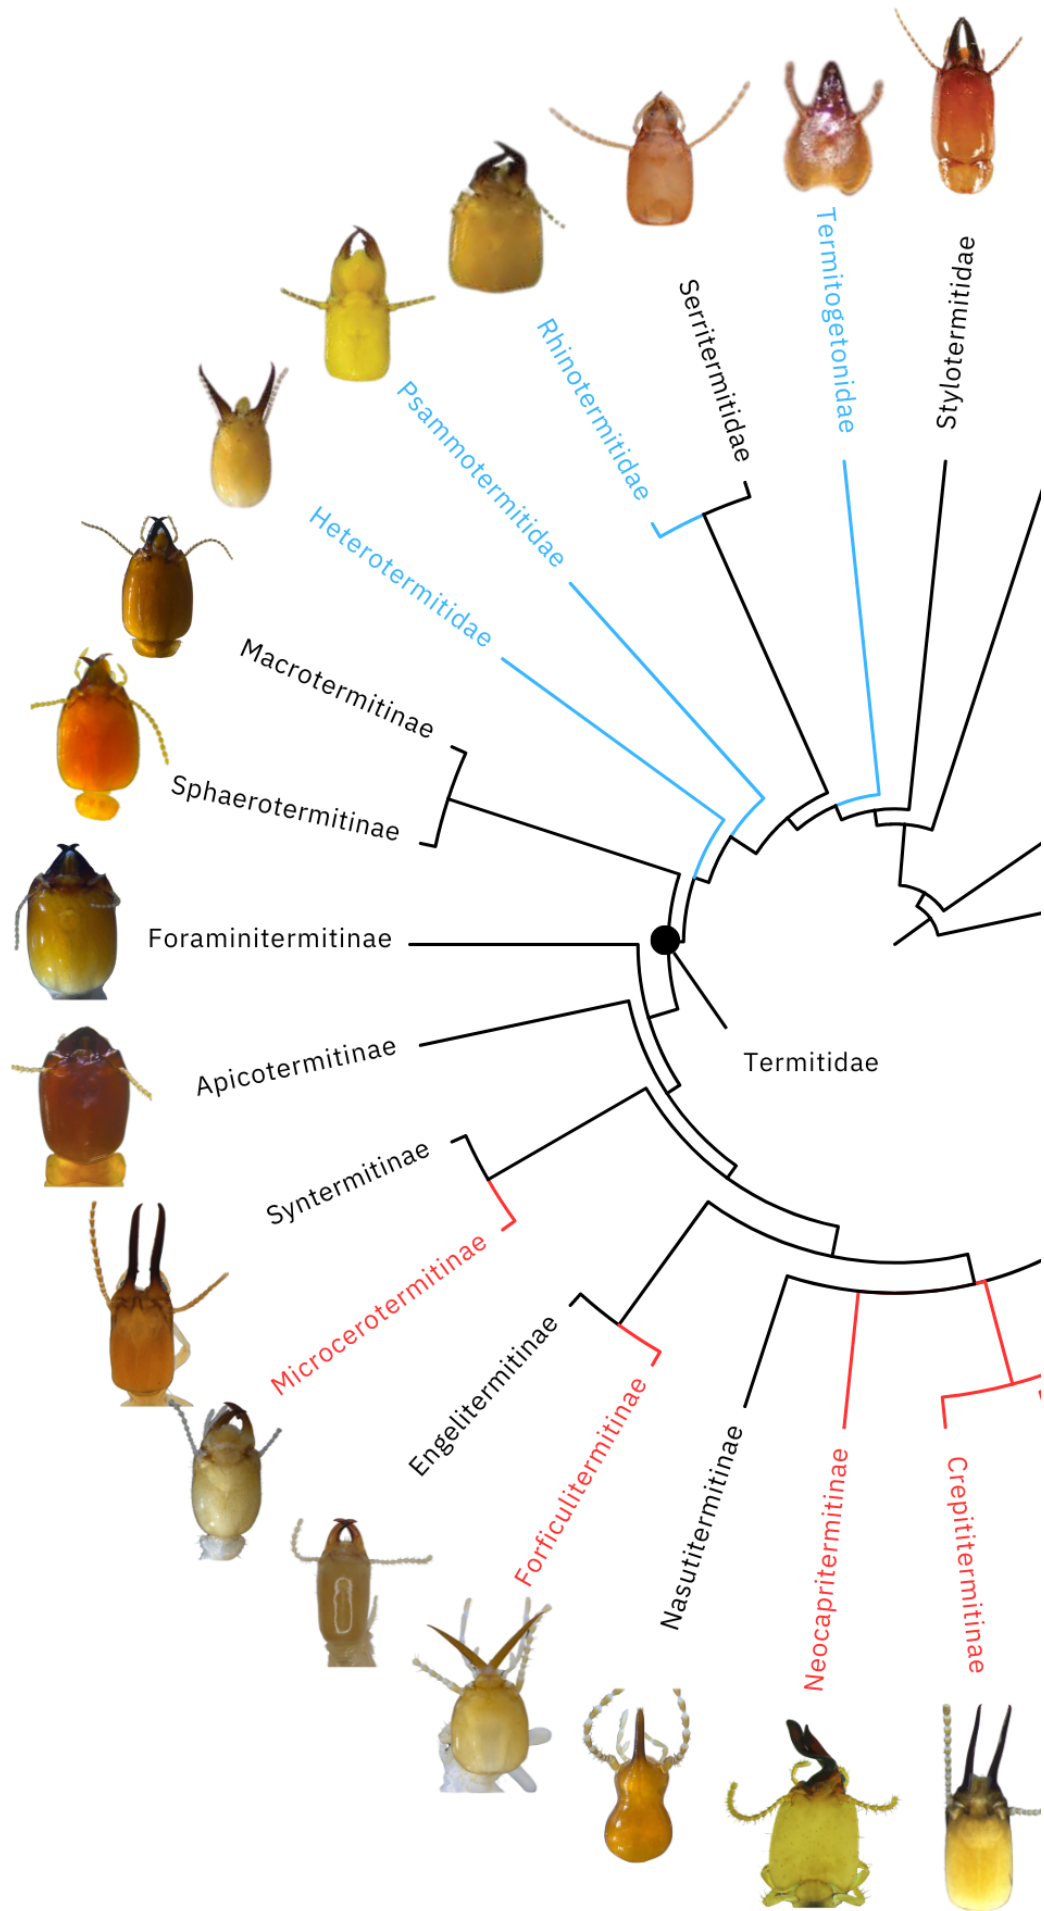 Stylotermitidae
Termitogetonidae
Serritermitidae
Rhinotermitidae
Psammotermitidae
Heterotermitidae
Macrotermitinae
Sphaerotermitinae
Foraminitermitinae
Apicotermitinae
Syntermitinae
Microcerotermitinae
Engelitermitinae
Forficulitermitinae
Nasutitermitinae
Neocapritermitinae
Crepititermitinae
Termitidae